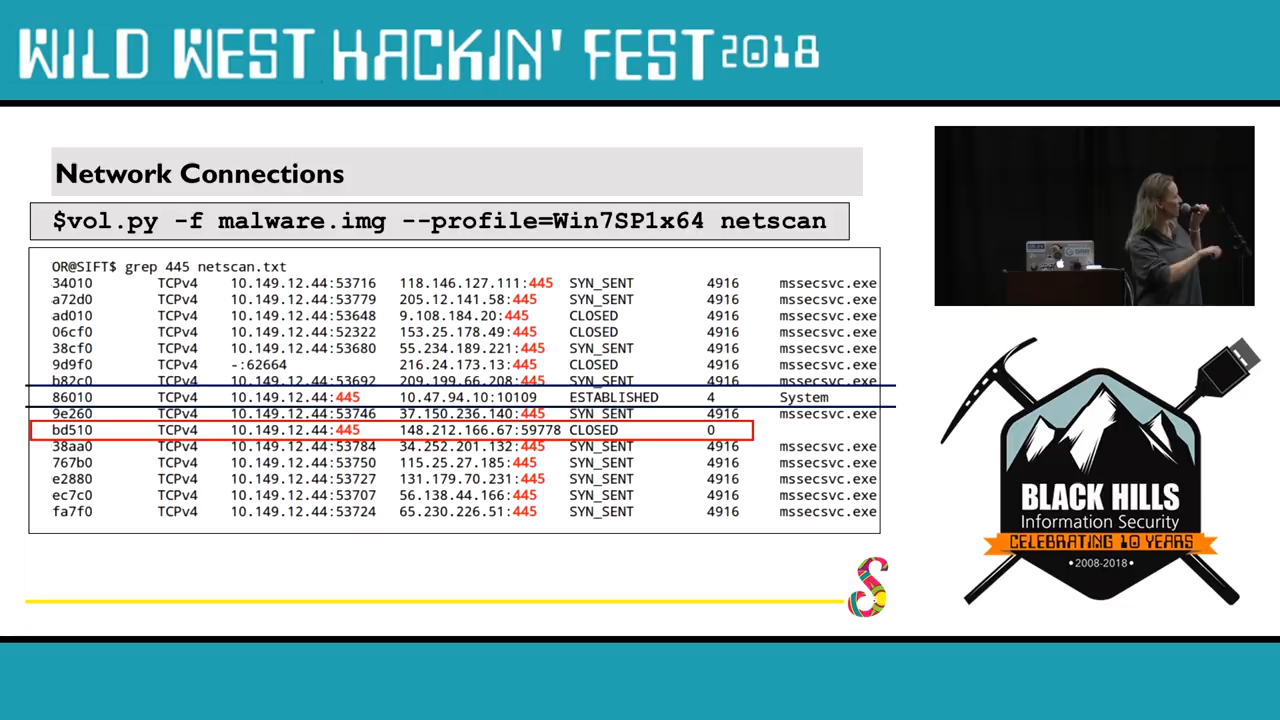 WILD WEST HACKIN' FEST 2018
Network Connections
$vol.py -f malware.img --profile=Win7SP1x64 netscan
OR@SIFT$ grep 445 netscan.txt
34010 TCPv4 10.149.12.44:53716 118.146.127.111:445 SYN_SENT 4916 mssecsvc.exe
a72d0 TCPv4 10.149.12.44:53779 205.12.141.58:445 SYN_SENT 4916 mssecsvc.exe
ad010 TCPv4 10.149.12.44:53648 9.108.184.20:445 CLOSED 4916 mssecsvc.exe
06cf0 TCPv4 10.149.12.44:52322 153.25.178.49:445 CLOSED 4916 mssecsvc.exe
38cf0 TCPv4 10.149.12.44:53680 55.234.189.221:445 SYN_SENT 4916 mssecsvc.exe
9d9f0 TCPv4 -:62664 216.24.173.13:445 CLOSED 4916 mssecsvc.exe
b82c0 TCPv4 10.149.12.44:53692 209.199.66.208:445 SYN_SENT 4916 mssecsvc.exe
86010 TCPv4 10.149.12.44:445 10.47.94.10:10109 ESTABLISHED 4 System
9e260 TCPv4 10.149.12.44:53746 37.150.236.140:445 SYN_SENT 4916 mssecsvc.exe
bd510 TCPv4 10.149.12.44:445 148.212.166.67:59778 CLOSED 0
38aa0 TCPv4 10.149.12.44:53784 34.252.201.132:445 SYN_SENT 4916 mssecsvc.exe
767b0 TCPv4 10.149.12.44:53750 115.25.27.185:445 SYN_SENT 4916 mssecsvc.exe
e2880 TCPv4 10.149.12.44:53727 131.179.70.231:445 SYN_SENT 4916 mssecsvc.exe
ec7c0 TCPv4 10.149.12.44:53707 56.138.44.166:445 SYN_SENT 4916 mssecsvc.exe
fa7f0 TCPv4 10.149.12.44:53724 65.230.226.51:445 SYN_SENT 4916 mssecsvc.exe
S
BLACK HILLS
Information Security
CELEBRATING 10 YEARS
•2008-2018•